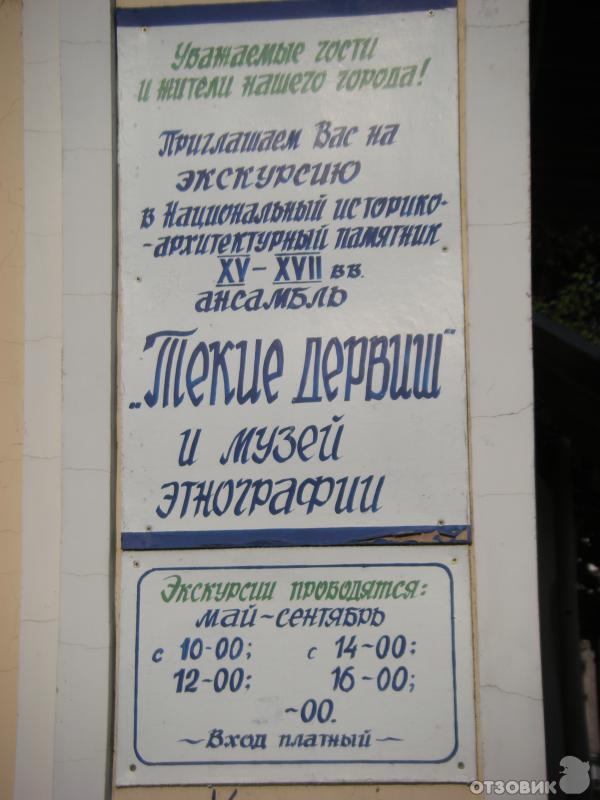 Уважаемые гости
и жители нашего города!
Приглашаем Вас на
экскурсию
в Национальный историко-
-архитектурный памятник
XV-XVII вв.
ансамбль
„Текие дервиш“
и музей
этнографии
Экскурсии проводятся:
май-сентябрь
с 10-00; с 14-00;
12-00; 16-00;
-00.
~ Вход платный ~
ОТЗОВИК